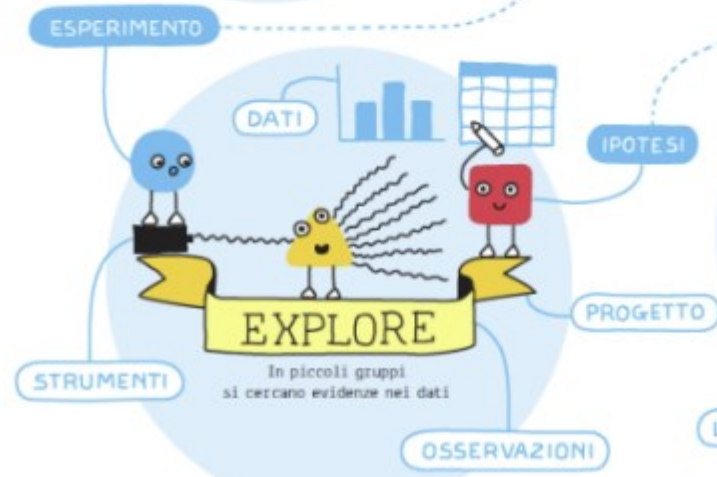 ESPERIMENTO
DATI
IPOTESI
EXPLORE
In piccoli gruppi
si cercano evidenze nei dati
PROGETTO
STRUMENTI
OSSERVAZIONI